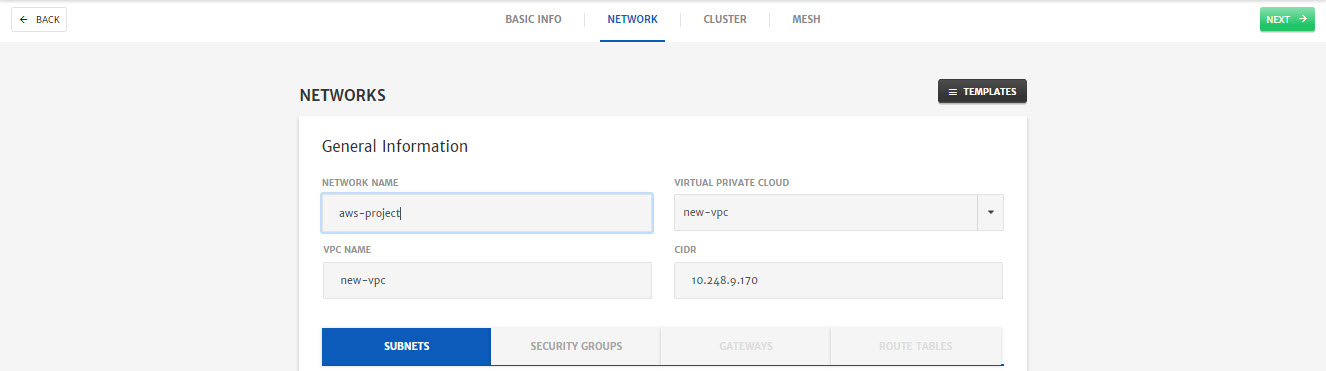 BACK
BASIC INFO NETWORK CLUSTER MESH
NEXT
NETWORKS
TEMPLATES
General Information
NETWORK NAME VIRTUAL PRIVATE CLOUD
aws-project new-vpc
VPC NAME CIDR
new-vpc 10.248.9.170
SUBNETS SECURITY GROUPS GATEWAYS ROUTE TABLES